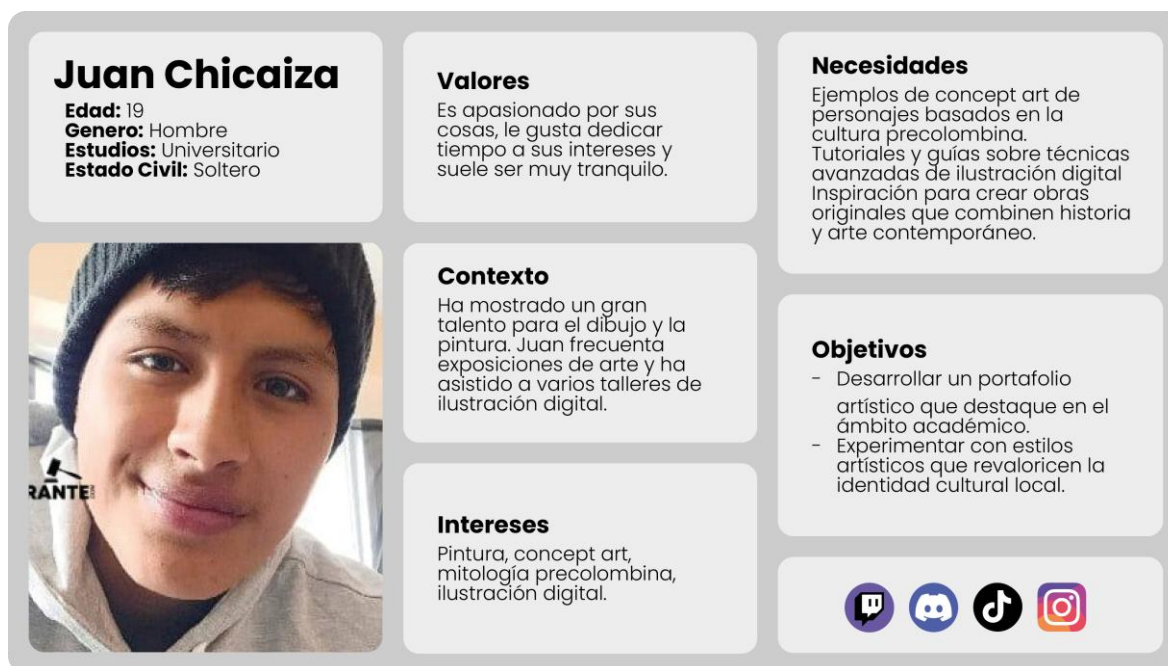 Juan Chicaiza
Edad: 19
Genero: Hombre
Estudios: Universitario
Estado Civil: Soltero
RANTE
Valores
Es apasionado por sus
cosas, le gusta dedicar
tiempo a sus intereses y
suele ser muy tranquilo.
Contexto
Ha mostrado un gran
talento para el dibujo y la
pintura. Juan frecuenta
exposiciones de arte y ha
asistido a varios talleres de
ilustración digital.
Intereses
Pintura, concept art,
mitología precolombina,
ilustración digital.
Necesidades
Ejemplos de concept art de
personajes basados en la
cultura precolombina.
Tutoriales y guías sobre técnicas
avanzadas de ilustración digital
Inspiración para crear obras
originales que combinen historia
y arte contemporáneo.
Objetivos
- Desarrollar un portafolio
artístico que destaque en el
ámbito académico.
- Experimentar con estilos
artísticos que revaloricen la
identidad cultural local.